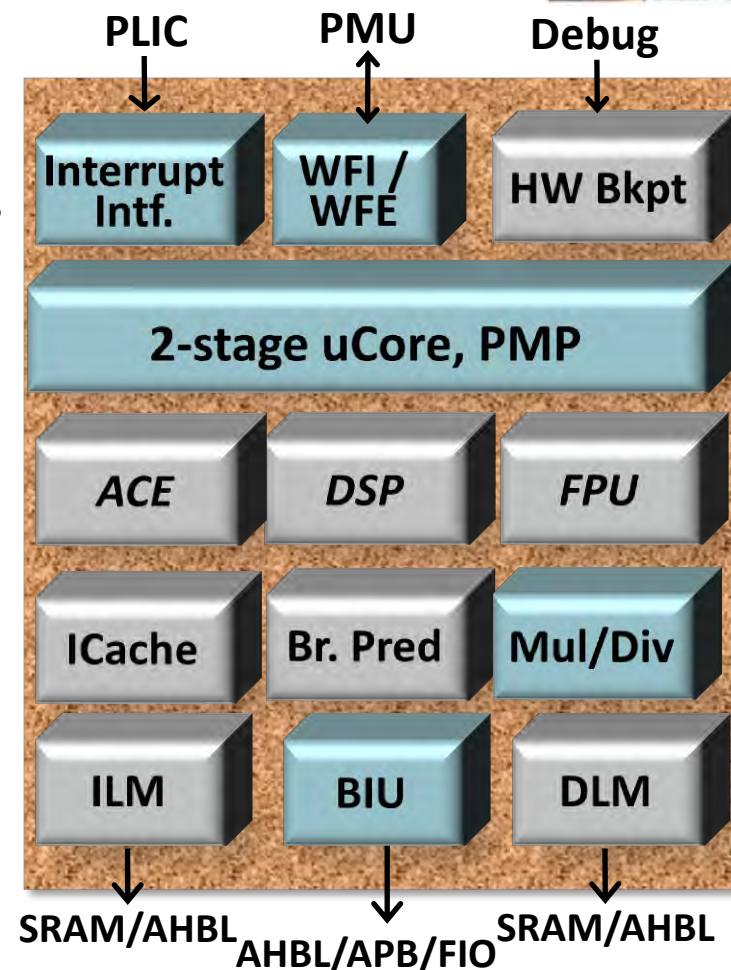 PLIC
PMU
Debug
Interrupt
Intf.
WFI /
WFE
HW Bkpt
2-stage uCore, PMP
ACE
DSP
FPU
ICache
Br. Pred
Mul/Div
ILM
BIU
DLM
SRAM/AHBL
AHBL/APB/FIO
SRAM/AHBL